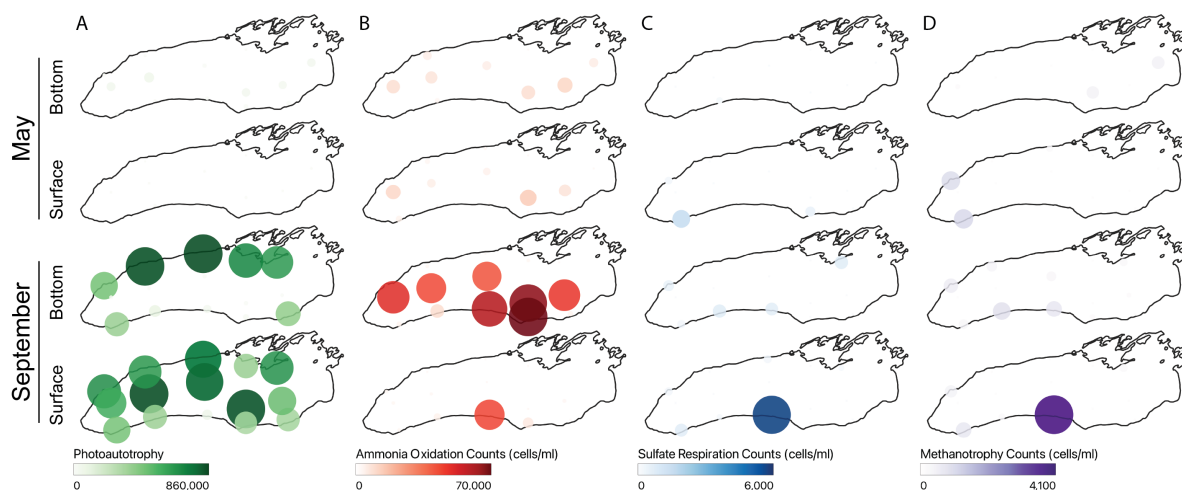 A B C D
May
Bottom
Surface
September
Bottom
Surface
Photoautotrophy
0 860,000
Ammonia Oxidation Counts (cells/ml)
0 70,000
Sulfate Respiration Counts (cells/ml)
0 6,000
Methanotrophy Counts (cells/ml)
0 4,100